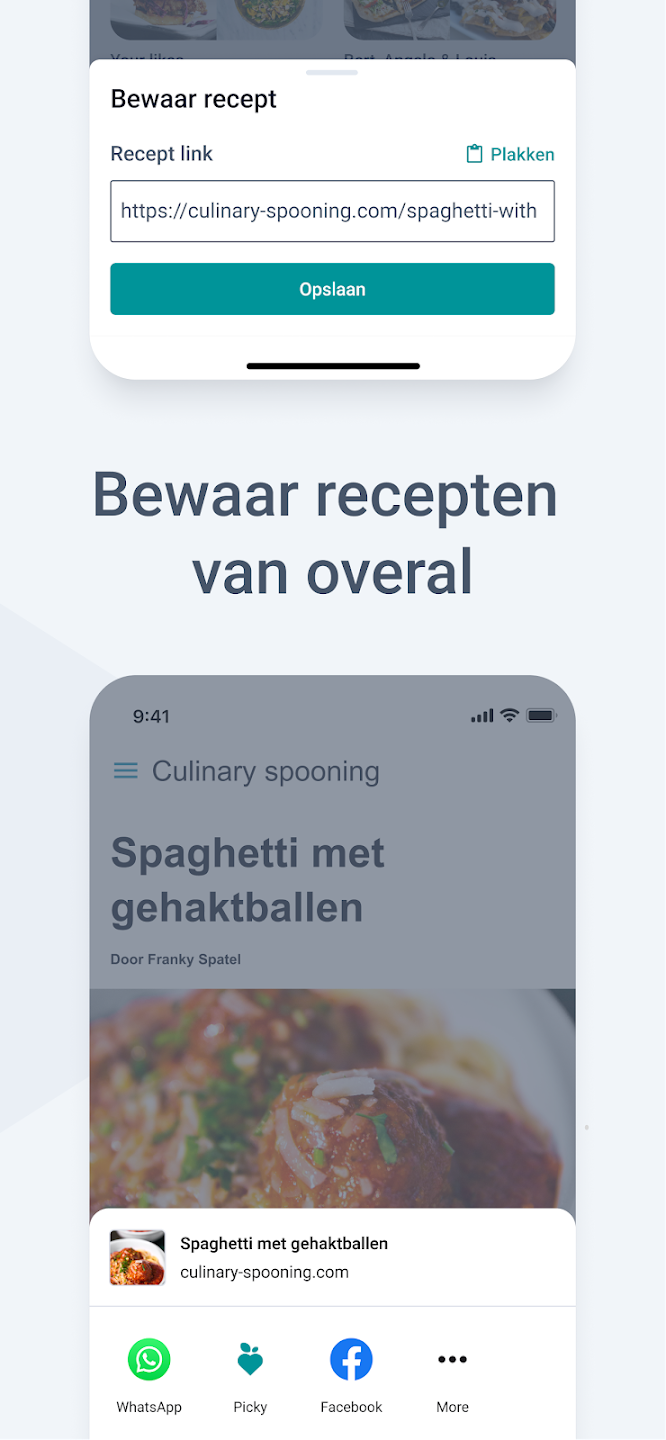 Your likes
Bart, Angelo & Louie
Bewaar recept
Recept link
Plakken
https://culinary-spooning.com/spaghetti-with
Opslaan
Bewaar recepten
van overal
9:41
Culinary spooning
Spaghetti met
gehaktballen
Door Franky Spatel
Spaghetti met gehaktballen
culinary-spooning.com
WhatsApp
Picky
Facebook
More